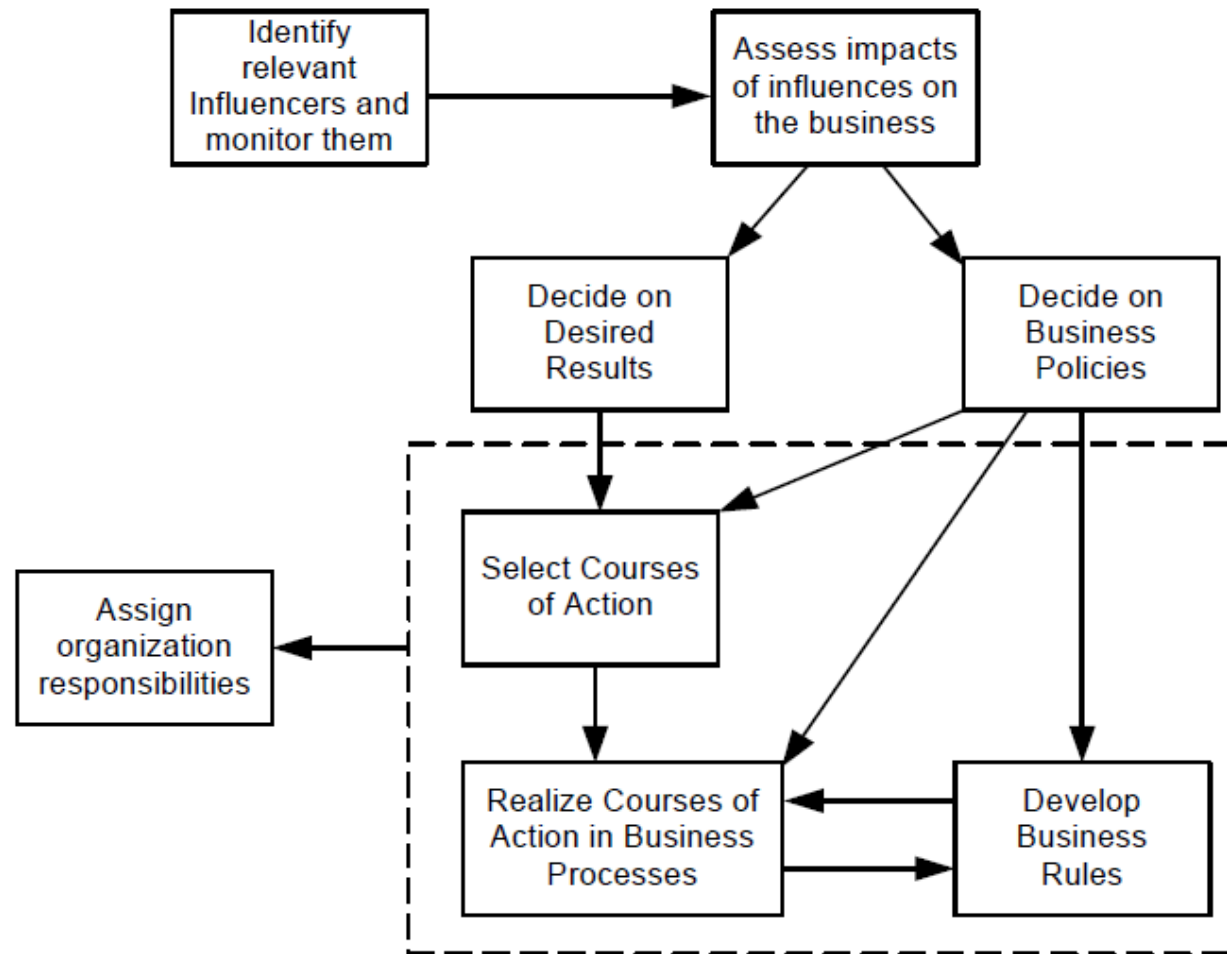 Identify
relevant
Influencers and
monitor them
Assess impacts
of influences on
the business
Decide on
Desired
Results
Decide on
Business
Policies
Select Courses
of Action
Assign
organization
responsibilities
Realize Courses of
Action in Business
Processes
Develop
Business
Rules